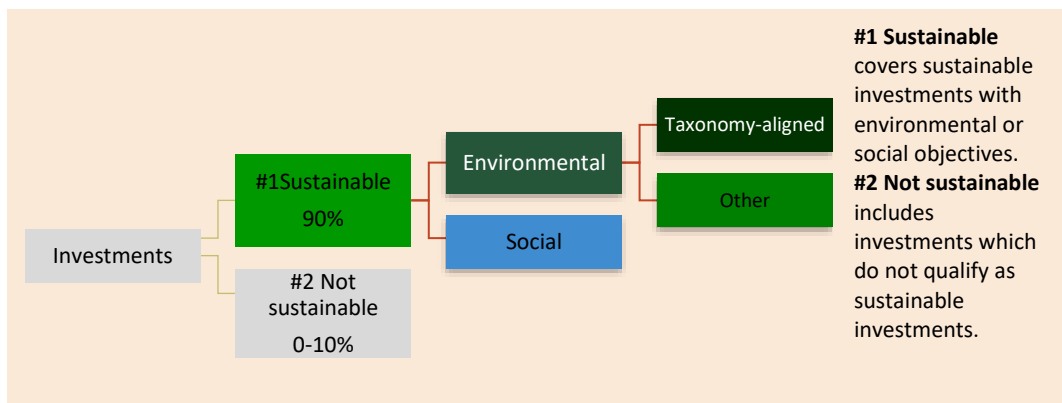 Investments
#1Sustainable
90%
#2 Not
sustainable
0-10%
Environmental
Social
Taxonomy-aligned
Other
#1 Sustainable
covers sustainable
investments with
environmental or
social objectives.
#2 Not sustainable
includes
investments which
do not qualify as
sustainable
investments.